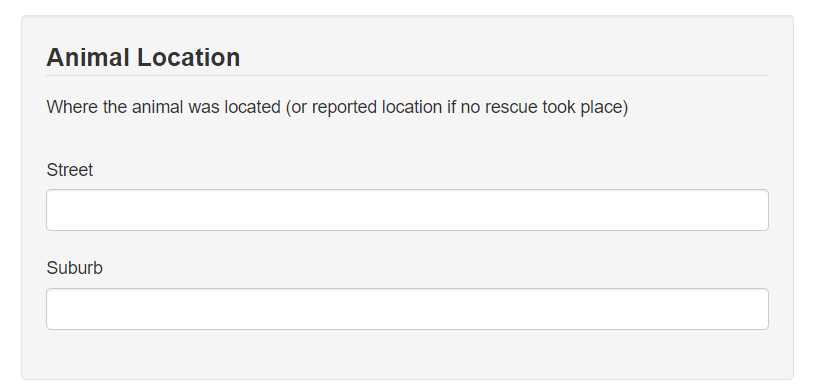 Animal Location
Where the animal was located (or reported location if no rescue took place)
Street
Suburb